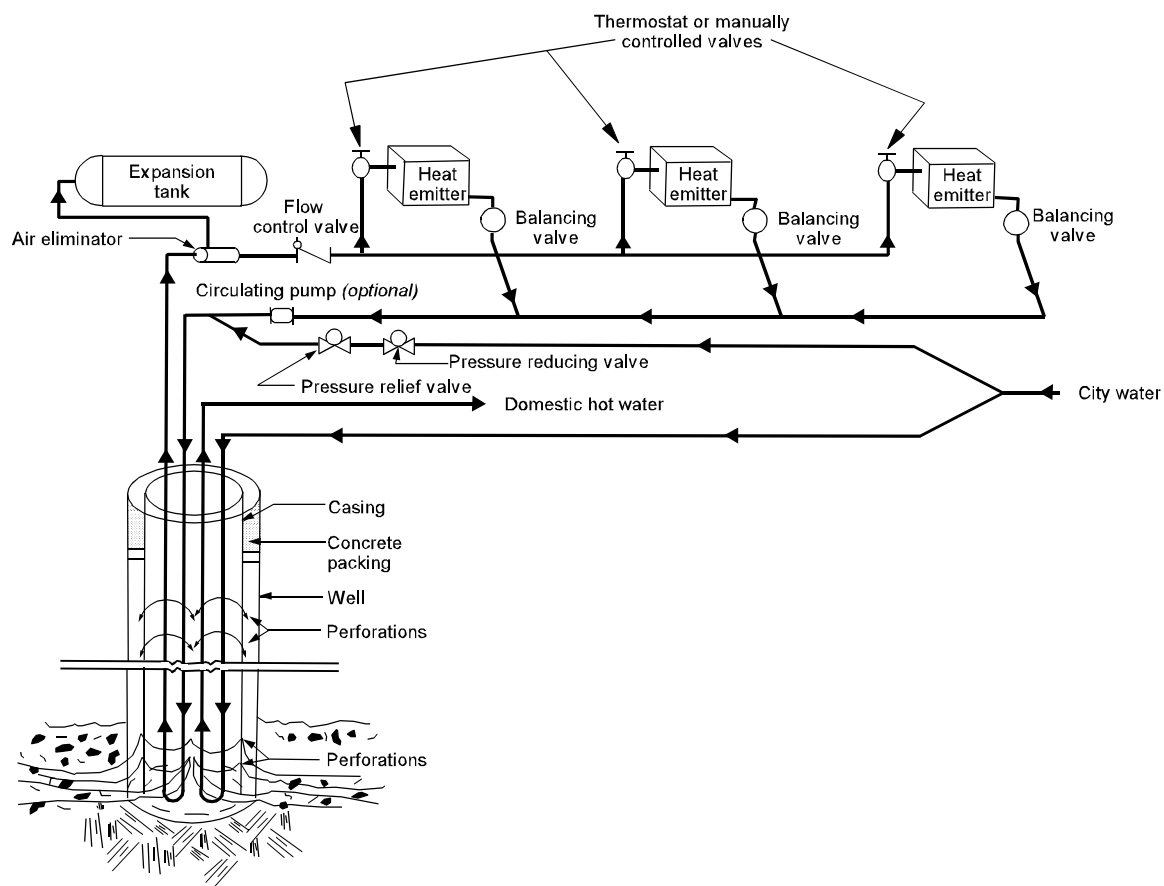 Thermostat or manually
controlled valves
Expansion
tank
Heat
emitter
Heat
emitter
Heat
emitter
Flow
control valve
Balancing
valve
Balancing
valve
Balancing
valve
Air eliminator
Circulating pump (optional)
Pressure reducing valve
Pressure relief valve
City water
Domestic hot water
Casing
Concrete
packing
Well
Perforations
Perforations